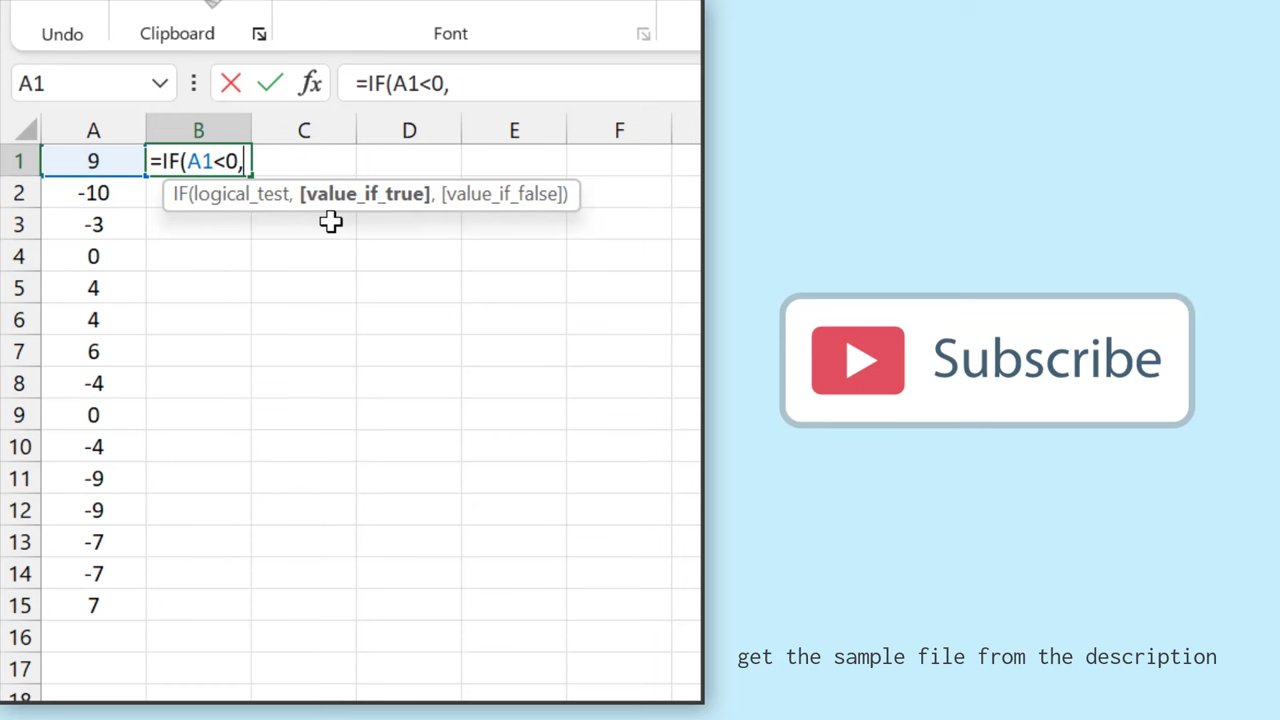 Undo Clipboard Font
A1 fx =IF(A1<0,
A B C D E F
1 9 =IF(A1<0,
2 -10 IF(logical_test, [value_if_true], [value_if_false])
3 -3
4 0
5 4
6 4
7 6
8 -4
9 0
10 -4
11 -9
12 -9
13 -7
14 -7
15 7
16
17
18
Subscribe
get the sample file from the description